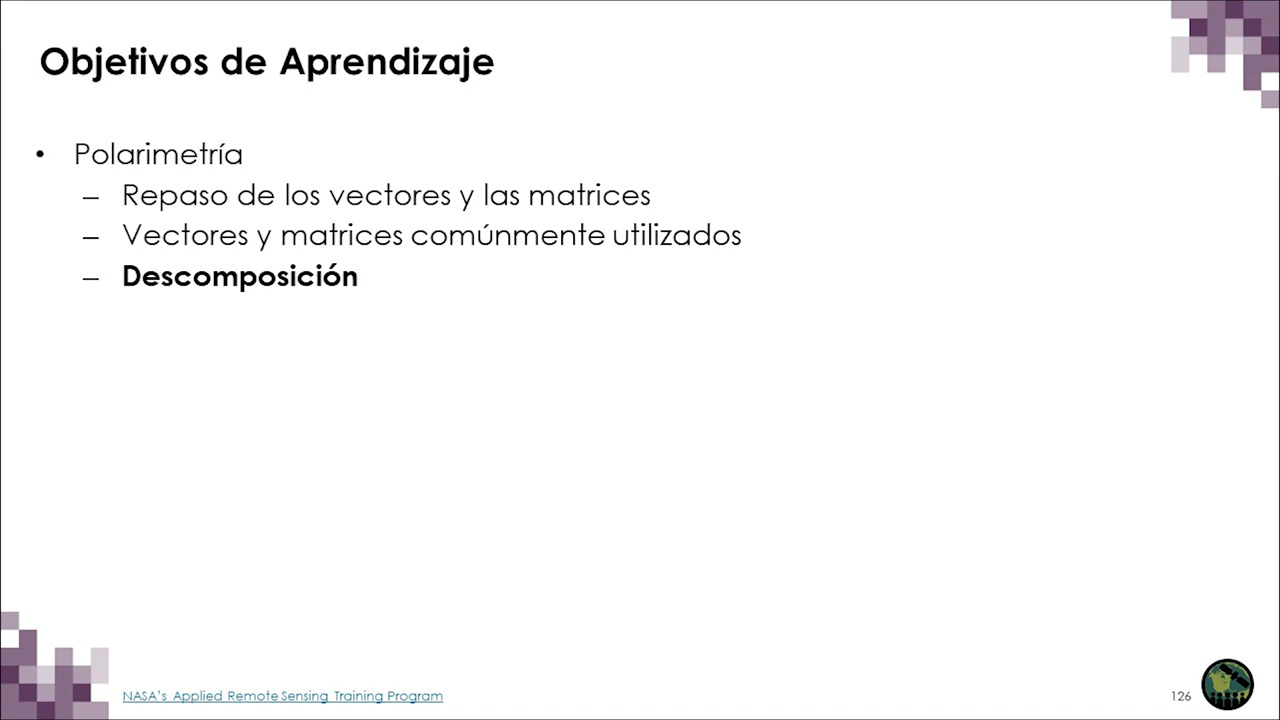 Objetivos de Aprendizaje
• Polarimetría
– Repaso de los vectores y las matrices
– Vectores y matrices comúnmente utilizados
– Descomposición
NASA's Applied Remote Sensing Training Program
126